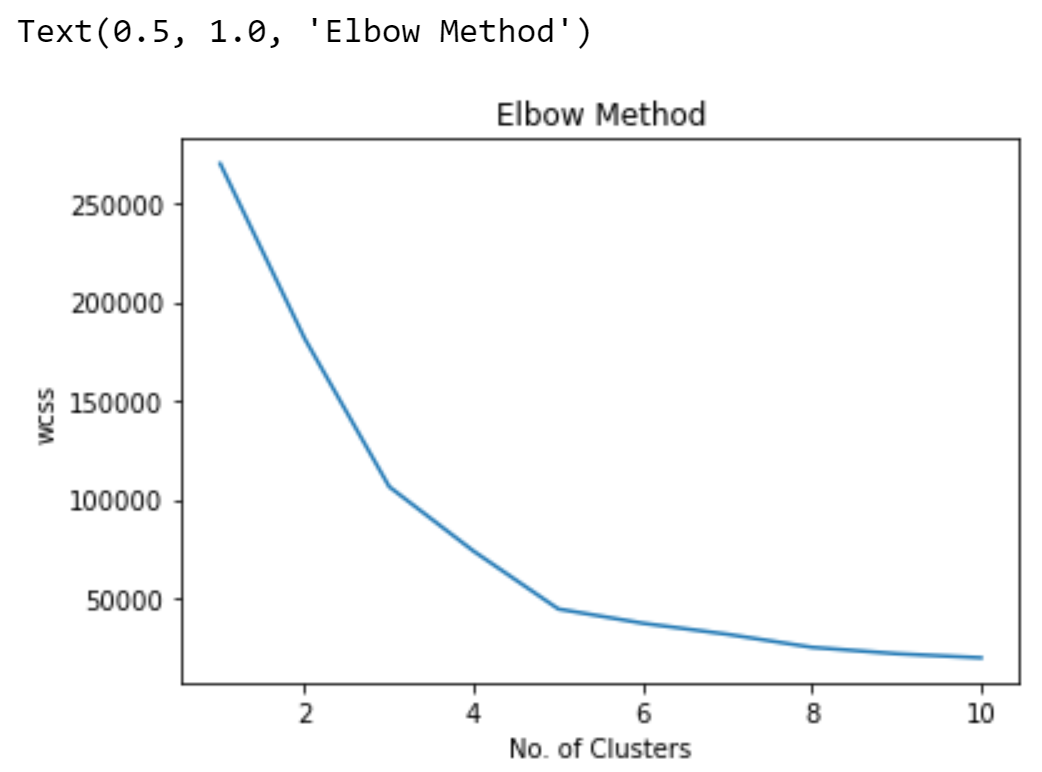 Text(0.5, 1.0, 'Elbow Method')
Elbow Method
250000
200000
150000
100000
50000
wcss
2 4 6 8 10
No. of Clusters